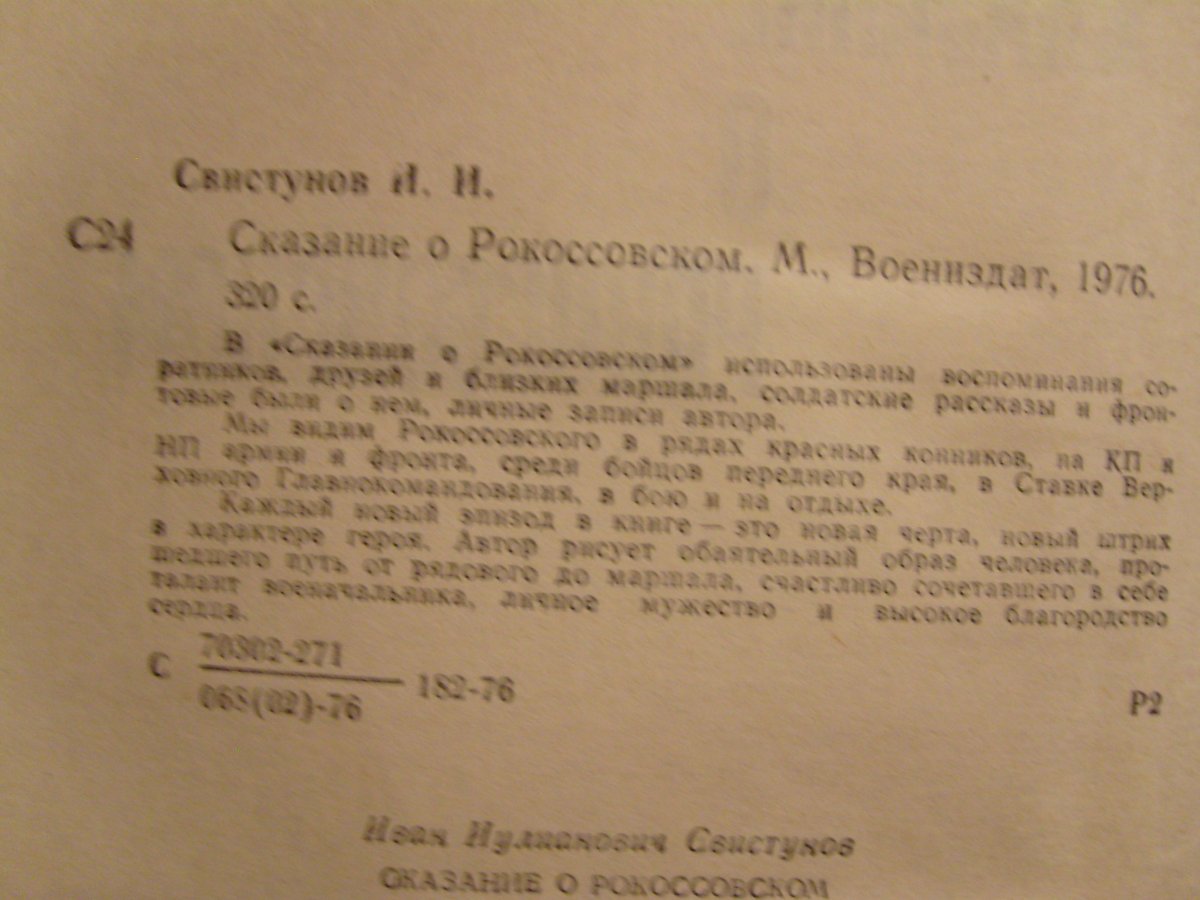 Свистунов И. И.
С24 Сказание о Рокоссовском. М., Воениздат, 1976.
320 с.
В «Сказании о Рокоссовском» использованы воспоминания со-
ратников, друзей и близких маршала, солдатские рассказы и фрон-
товые были о нем, личные записи автора.
Мы видим Рокоссовского в рядах красных конников, на КП и
НП армии и фронта, среди бойцов переднего края, в Ставке Вер-
ховного Главнокомандования, в бою и на отдыхе.
Каждый новый эпизод в книге — это новая черта, новый штрих
в характере героя. Автор рисует обаятельный образ человека, про-
шедшего путь от рядового до маршала, счастливо сочетавшего в себе
талант военачальника, личное мужество и высокое благородство
сердца.
С 70302-271
068(02)-76 182-76
Р2
Иван Иулианович Свистунов
СКАЗАНИЕ О РОКОССОВСКОМ